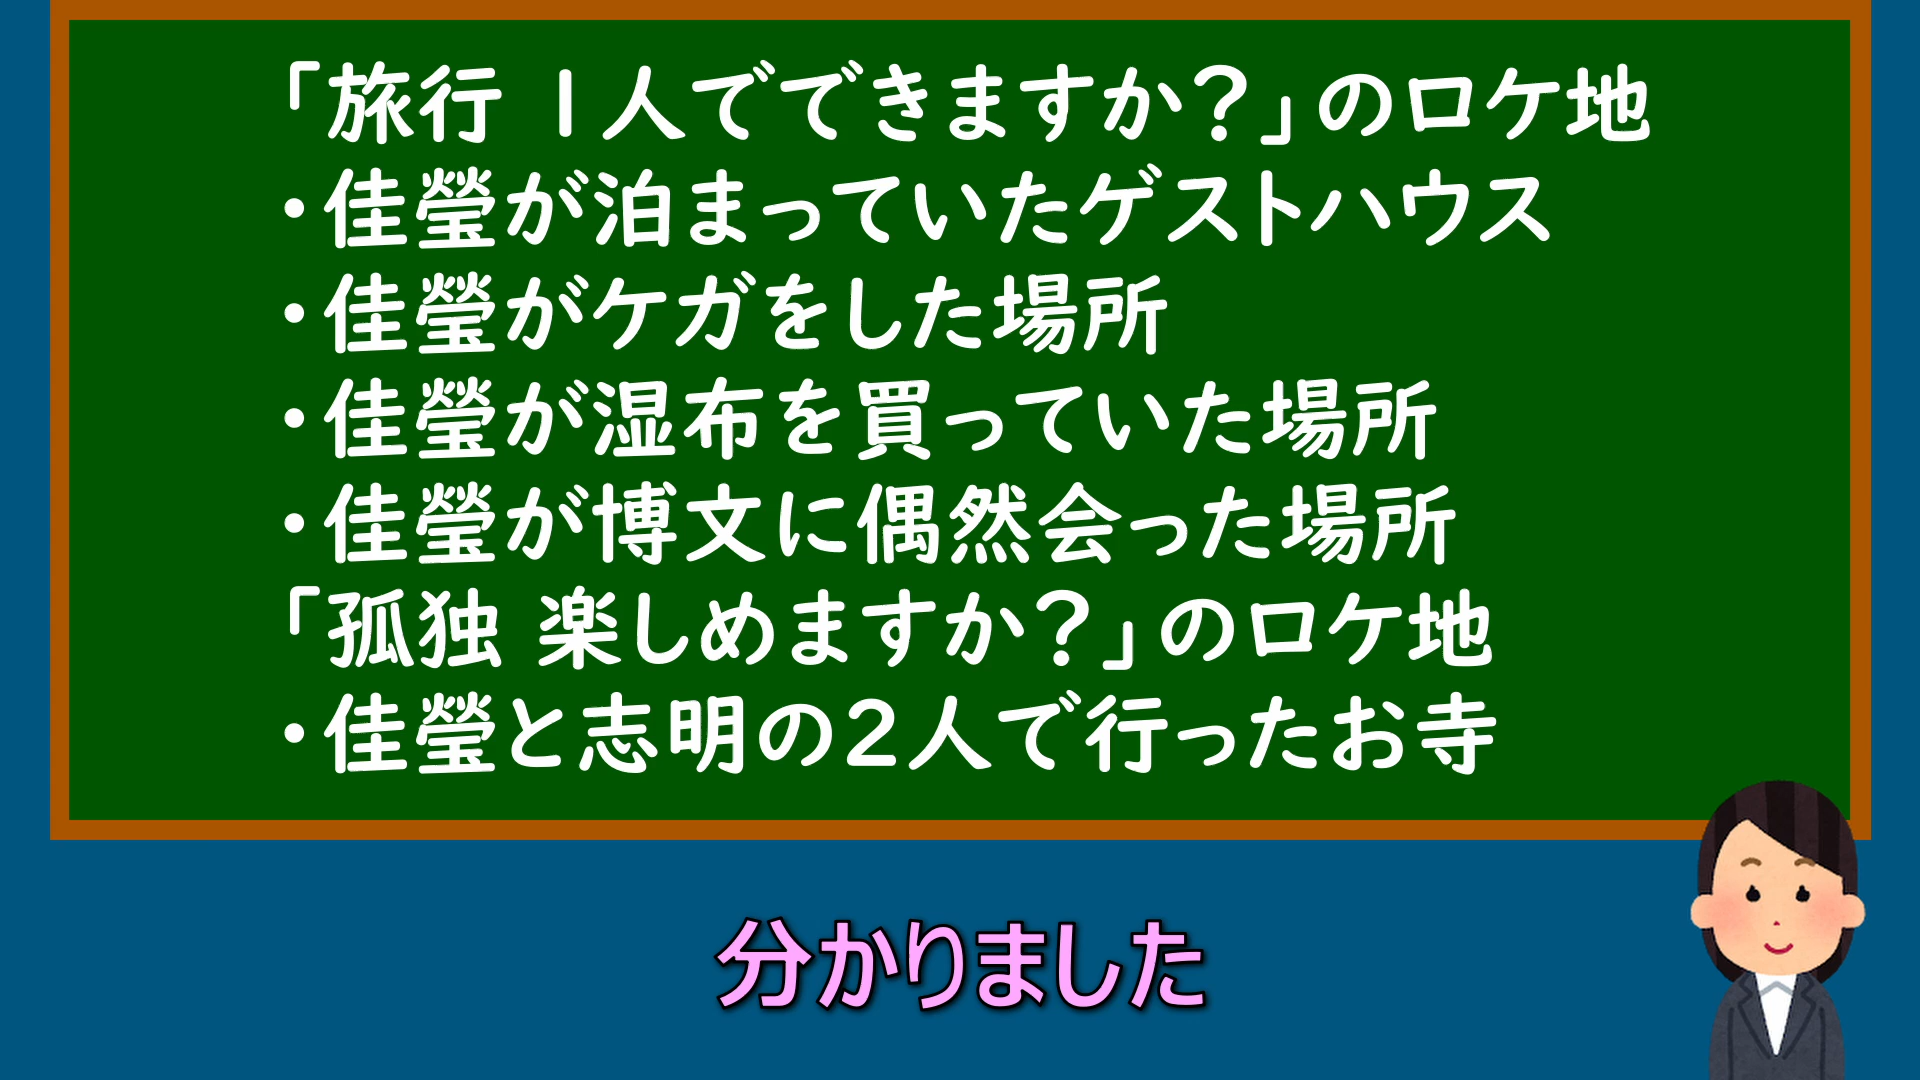 「旅行 1人でできますか？」のロケ地
・佳瑩が泊まっていたゲストハウス
・佳瑩がケガをした場所
・佳瑩が湿布を買っていた場所
・佳瑩が博文に偶然会った場所
「孤独 楽しめますか？」のロケ地
・佳瑩と志明の2人で行ったお寺
分かりました